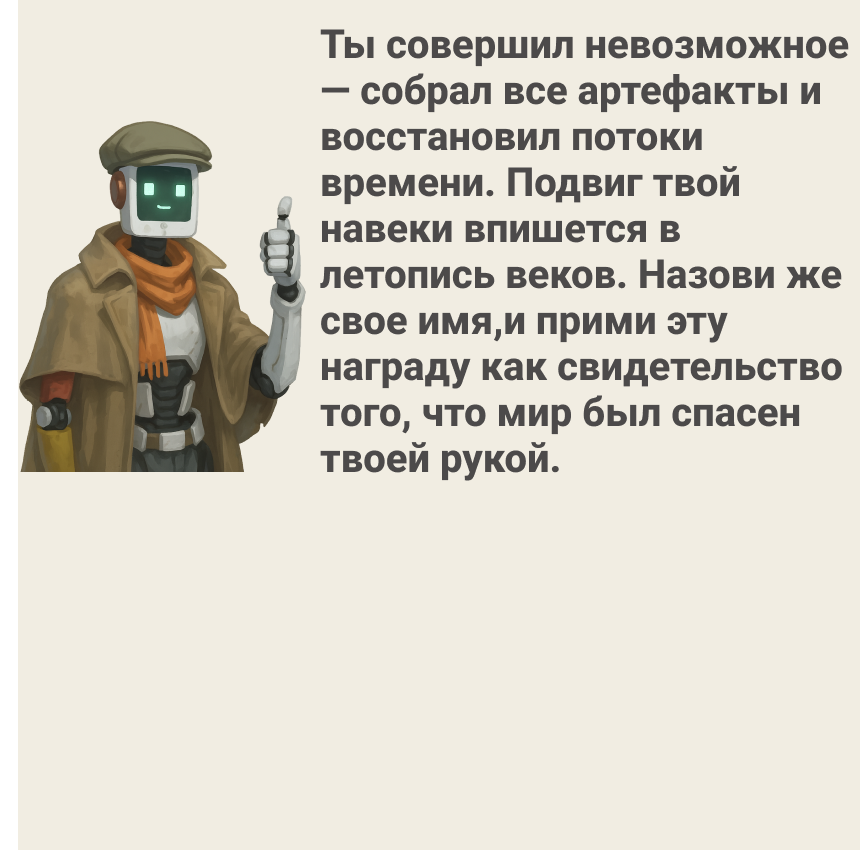 Ты совершил невозможное
— собрал все артефакты и
восстановил потоки
времени. Подвиг твой
навеки впишется в
летопись веков. Назови же
свое имя,и прими эту
награду как свидетельство
того, что мир был спасен
твоей рукой.